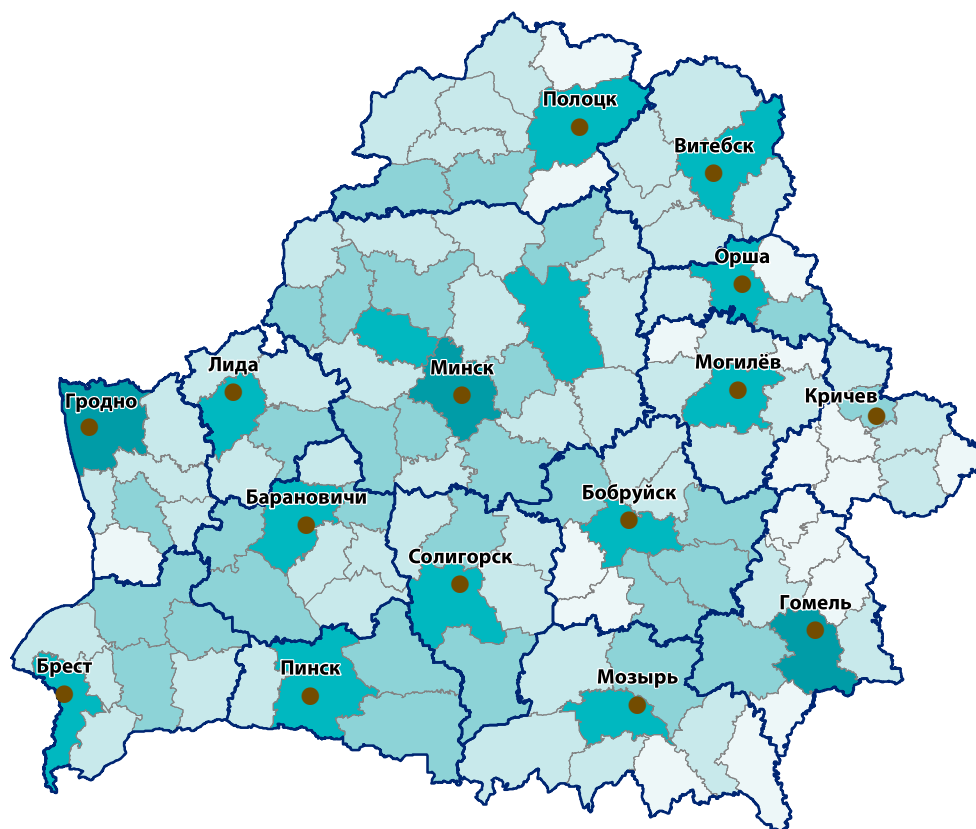 Полоцк
Витебск
Орша
Лида
Минск
Могилёв
Гродно
Кричев
Барановичи
Бобруйск
Солигорск
Гомель
Брест
Пинск
Мозырь